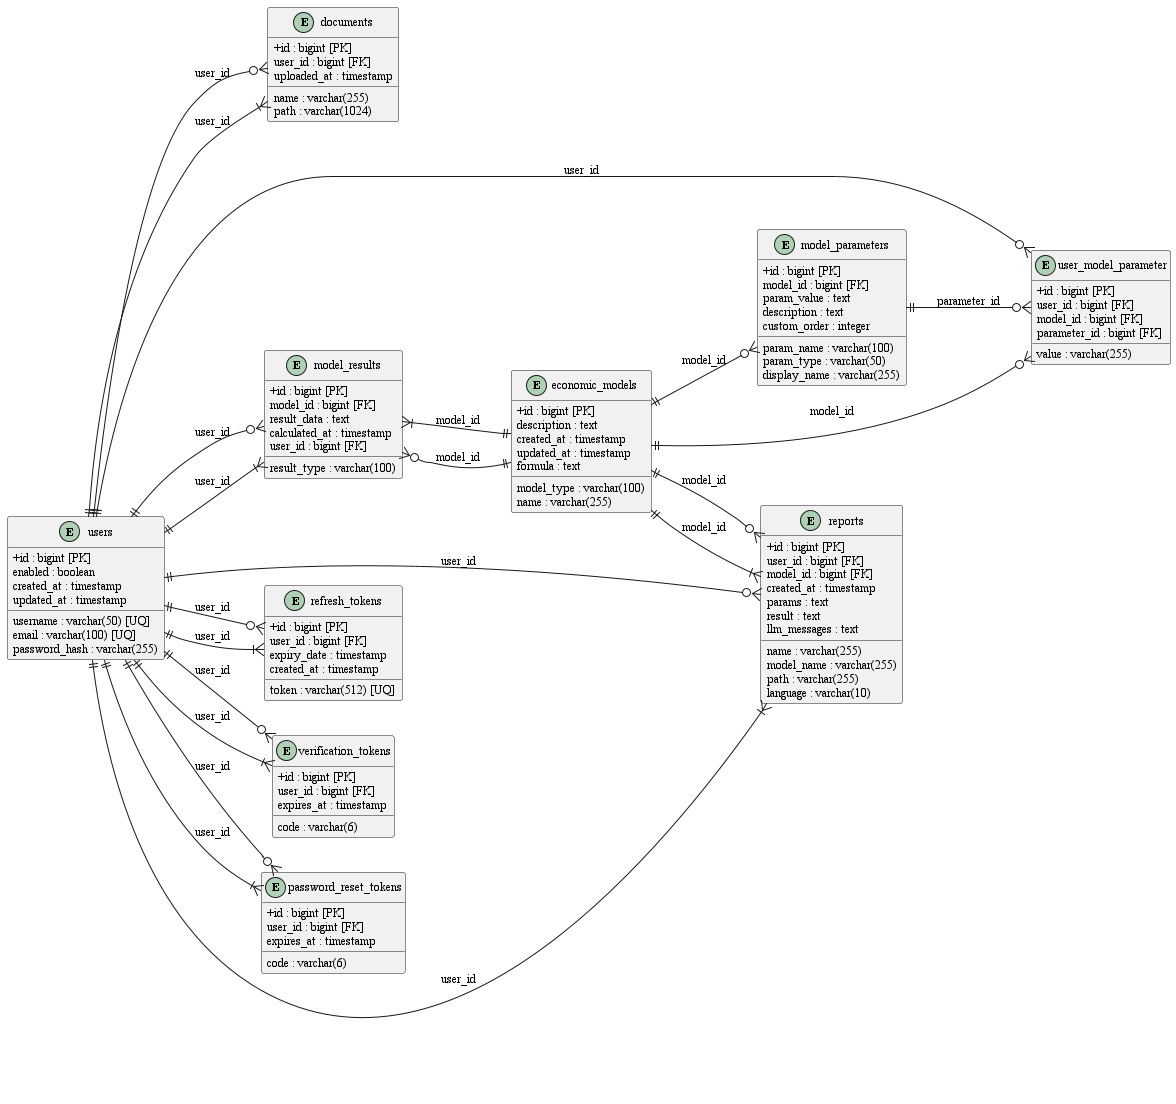 E documents
+id : bigint [PK]
user_id : bigint [FK]
uploaded_at : timestamp
name : varchar(255)
path : varchar(1024)
user_id
user_id
user_id
E model_parameters
+id : bigint [PK]
model_id : bigint [FK]
param_value : text
description : text
custom_order : integer
param_name : varchar(100)
param_type : varchar(50)
display_name : varchar(255)
E user_model_parameter
+id : bigint [PK]
user_id : bigint [FK]
model_id : bigint [FK]
parameter_id : bigint [FK]
value : varchar(255)
parameter_id
model_id
model_id
E model_results
+id : bigint [PK]
model_id : bigint [FK]
result_data : text
calculated_at : timestamp
user_id : bigint [FK]
result_type : varchar(100)
user_id
user_id
model_id
model_id
E economic_models
+id : bigint [PK]
description : text
created_at : timestamp
updated_at : timestamp
formula : text
model_type : varchar(100)
name : varchar(255)
model_id
model_id
E reports
+id : bigint [PK]
user_id : bigint [FK]
model_id : bigint [FK]
created_at : timestamp
params : text
result : text
llm_messages : text
name : varchar(255)
model_name : varchar(255)
path : varchar(255)
language : varchar(10)
E users
+id : bigint [PK]
enabled : boolean
created_at : timestamp
updated_at : timestamp
username : varchar(50) [UQ]
email : varchar(100) [UQ]
password_hash : varchar(255)
user_id
user_id
user_id
E refresh_tokens
+id : bigint [PK]
user_id : bigint [FK]
expiry_date : timestamp
created_at : timestamp
token : varchar(512) [UQ]
user_id
user_id
E verification_tokens
+id : bigint [PK]
user_id : bigint [FK]
expires_at : timestamp
code : varchar(6)
user_id
user_id
E password_reset_tokens
+id : bigint [PK]
user_id : bigint [FK]
expires_at : timestamp
code : varchar(6)
user_id